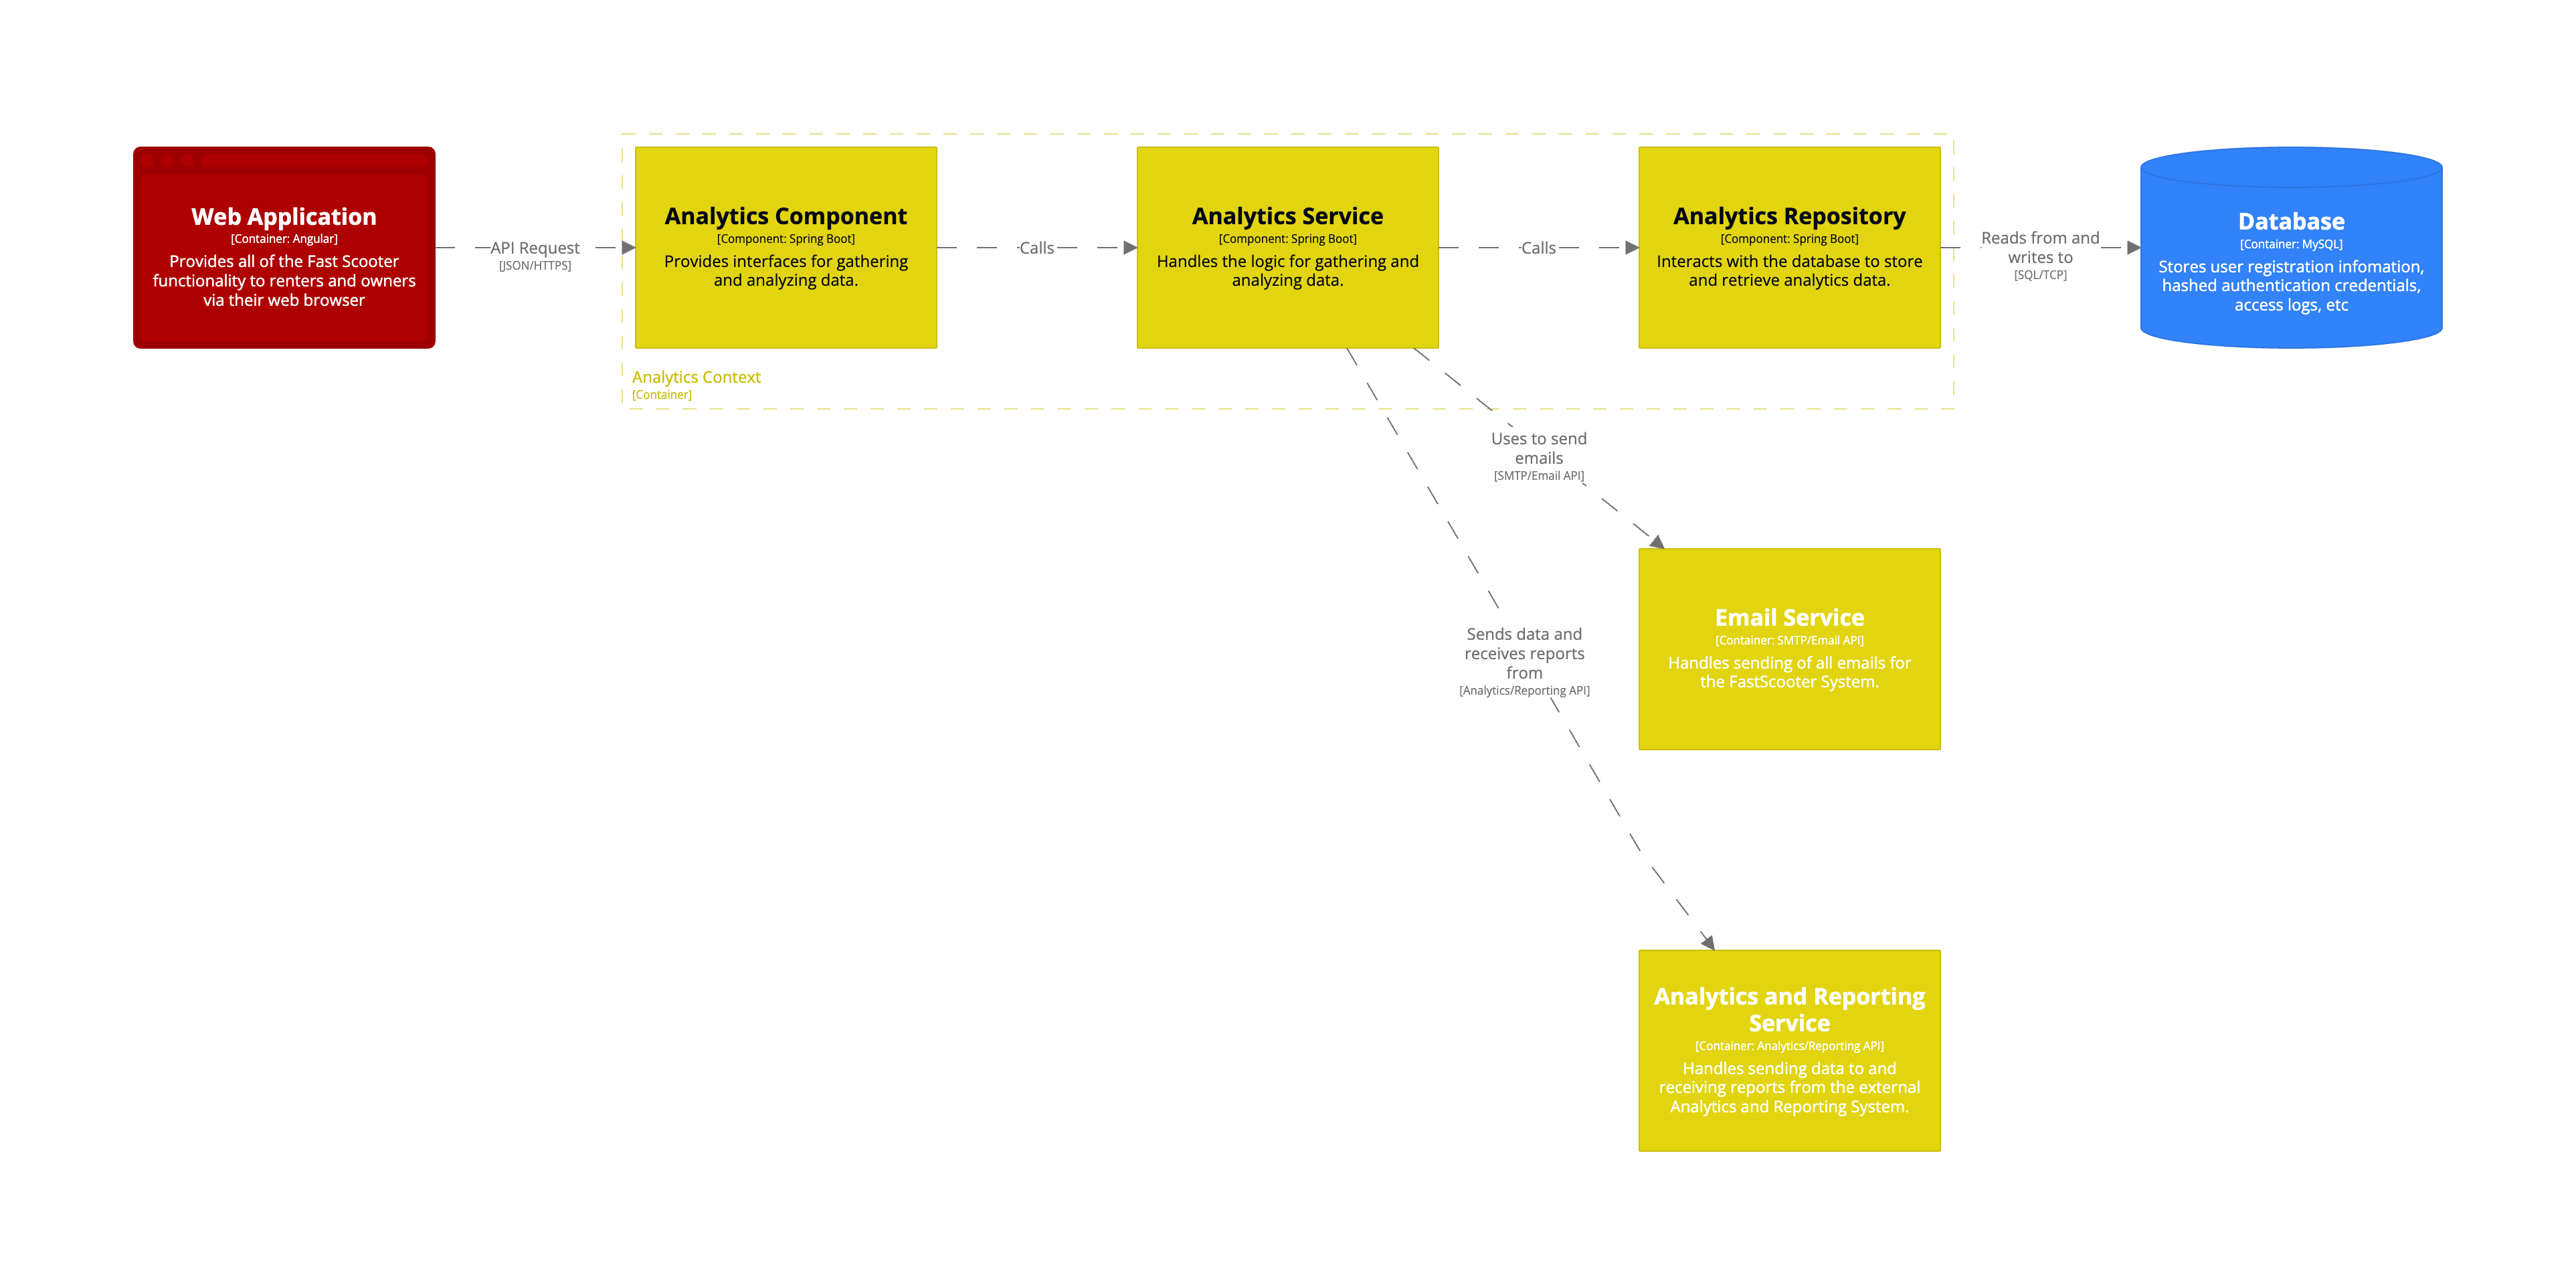 Web Application
[Container: Angular]
Provides all of the Fast Scooter
functionality to renters and owners
via their web browser
API Request
[JSON/HTTPS]
Analytics Component
[Component: Spring Boot]
Provides interfaces for gathering
and analyzing data.
Calls
Analytics Service
[Component: Spring Boot]
Handles the logic for gathering and
analyzing data.
Calls
Analytics Repository
[Component: Spring Boot]
Interacts with the database to store
and retrieve analytics data.
Reads from and
writes to
[SQL/TCP]
Database
[Container: MySQL]
Stores user registration infomation,
hashed authentication credentials,
access logs, etc
Analytics Context
[Container]
Uses to send
emails
[SMTP/Email API]
Email Service
[Container: SMTP/Email API]
Handles sending of all emails for
the FastScooter System.
Sends data and
receives reports
from
[Analytics/Reporting API]
Analytics and Reporting
Service
[Container: Analytics/Reporting API]
Handles sending data to and
receiving reports from the external
Analytics and Reporting System.